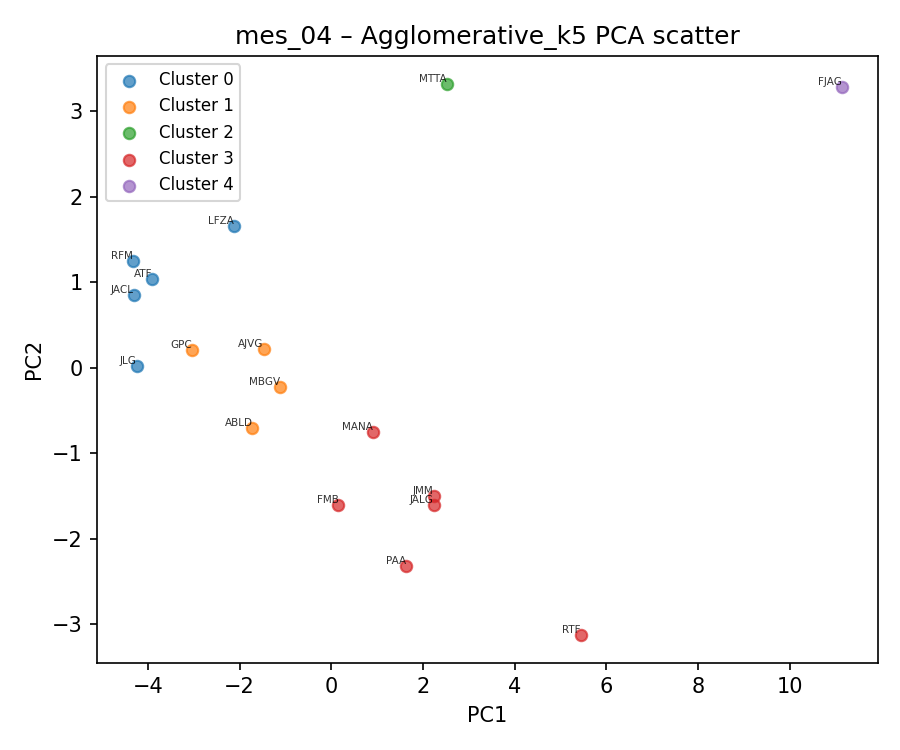 mes_04 – Agglomerative_k5 PCA scatter
Cluster 0
Cluster 1
Cluster 2
Cluster 3
Cluster 4
MTTA
FJAG
LFZA
RFM
ATF
JACL
GPC
AJVG
JLG
MBGV
ABLD
MANA
JMM
FMB
JALG
PAA
RTF
3
2
1
0
−1
−2
−3
PC2
−4
−2
0
2
4
6
8
10
PC1